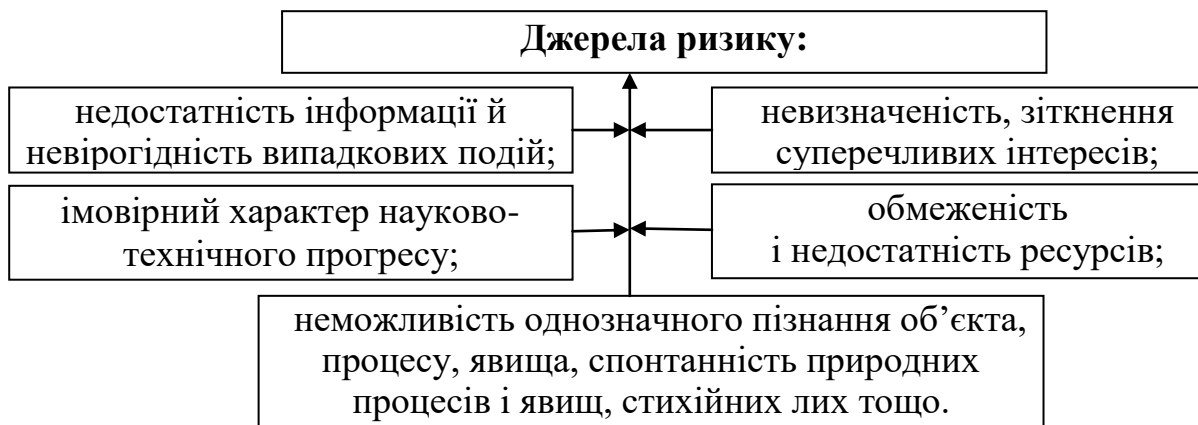 Джерела ризику:
недостатність інформації й
невірогідність випадкових подій;
невизначеність, зіткнення
суперечливих інтересів;
імовірний характер науково-
технічного прогресу;
обмеженість
і недостатність ресурсів;
неможливість однозначного пізнання об’єкта,
процесу, явища, спонтанність природних
процесів і явищ, стихійних лих тощо.